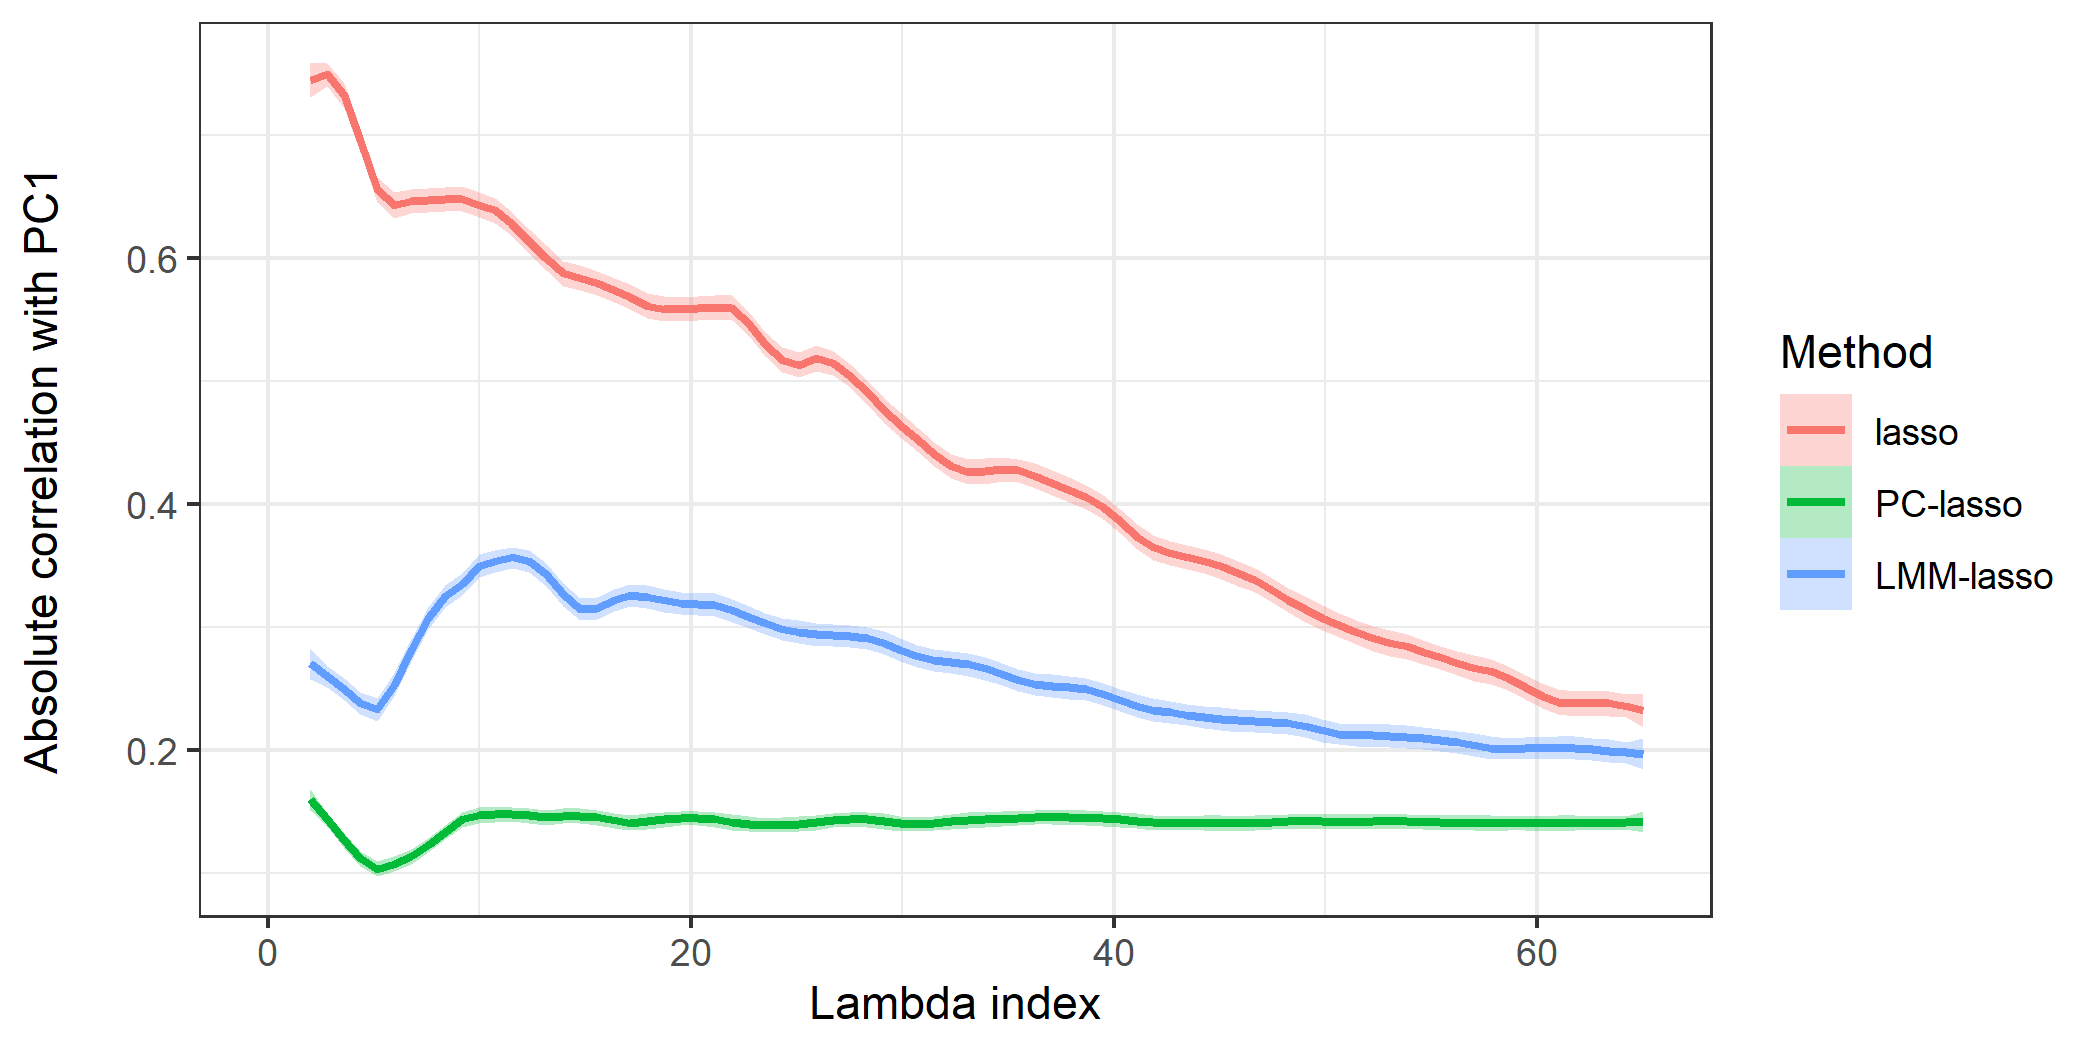 Absolute correlation with PC1
0.6
0.4
0.2
0
20
40
60
Lambda index
Method
lasso
PC-lasso
LMM-lasso